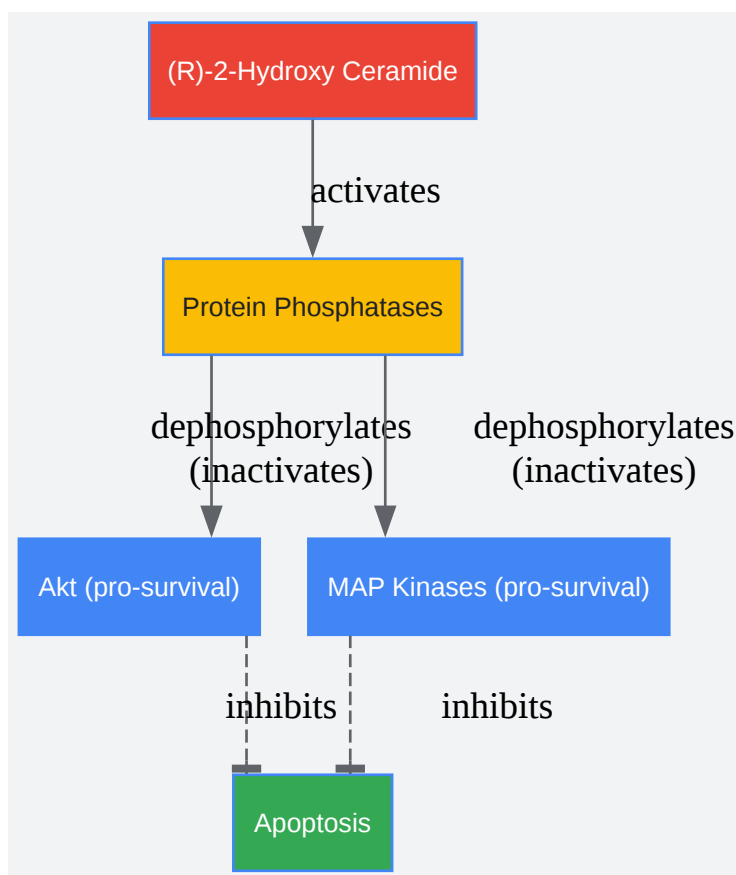 (R)-2-Hydroxy Ceramide
activates
Protein Phosphatases
dephosphorylates
(inactivates)
dephosphorylates
(inactivates)
Akt (pro-survival)
MAP Kinases (pro-survival)
inhibits
inhibits
Apoptosis